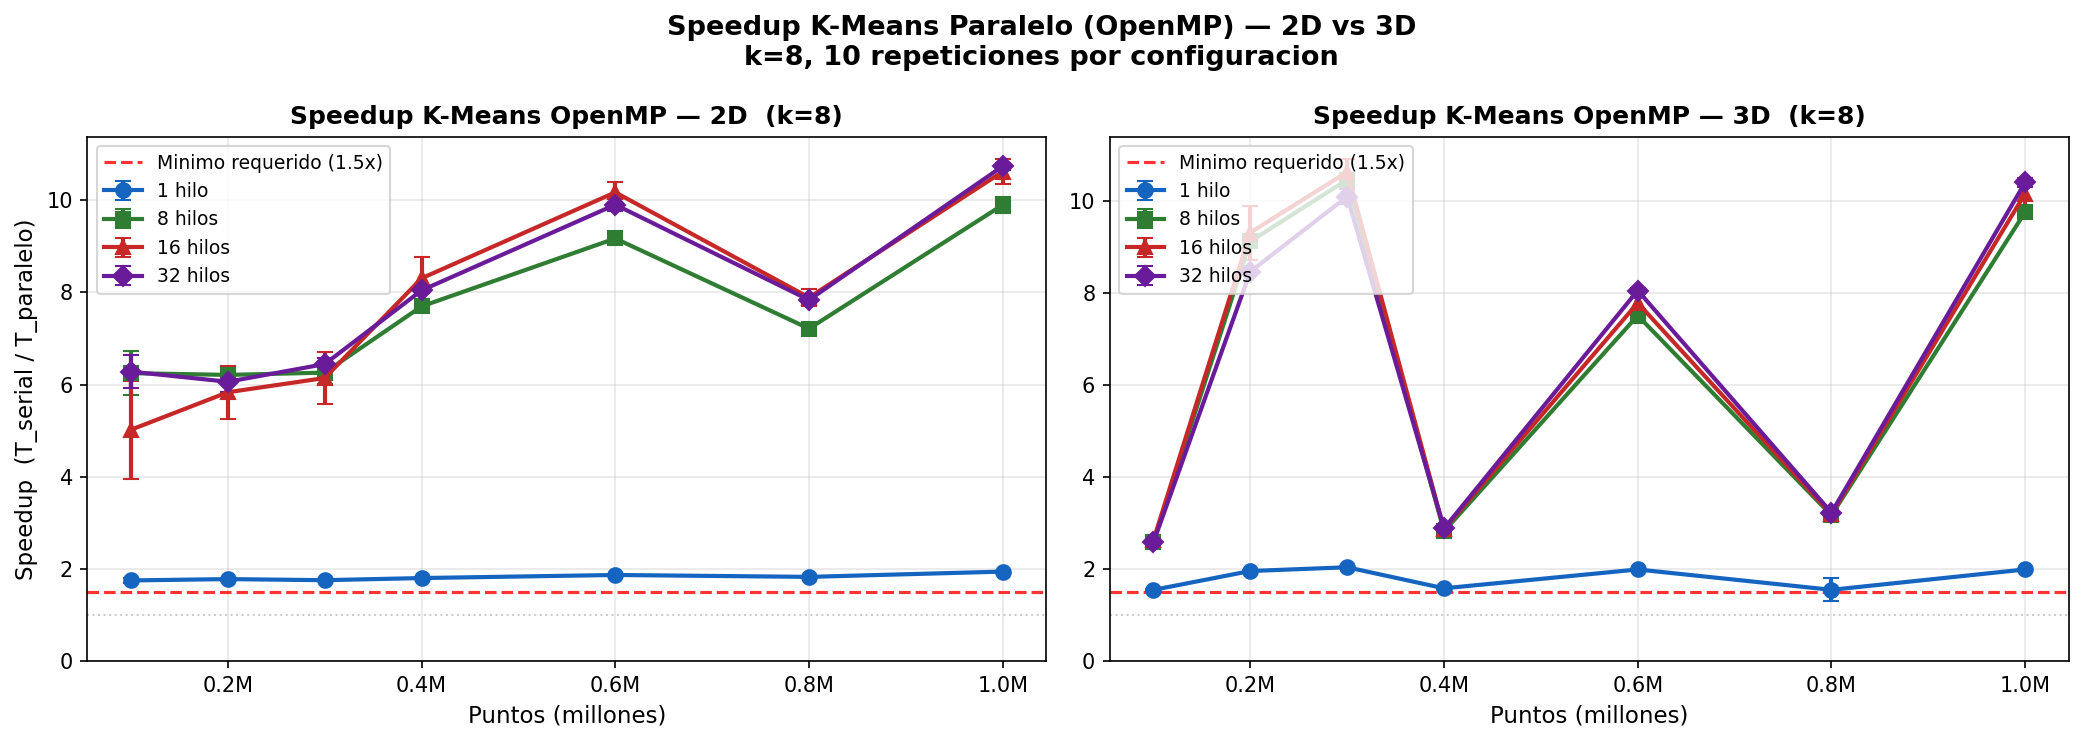 Speedup K-Means Paralelo (OpenMP) — 2D vs 3D
k=8, 10 repeticiones por configuracion
Speedup K-Means OpenMP — 2D  (k=8)
Minimo requerido (1.5x)
1 hilo
8 hilos
16 hilos
32 hilos
Speedup  (T_serial / T_paralelo)
10
8
6
4
2
0
0.2M
0.4M
0.6M
0.8M
1.0M
Puntos (millones)
Speedup K-Means OpenMP — 3D  (k=8)
Minimo requerido (1.5x)
1 hilo
8 hilos
16 hilos
32 hilos
10
8
6
4
2
0
0.2M
0.4M
0.6M
0.8M
1.0M
Puntos (millones)